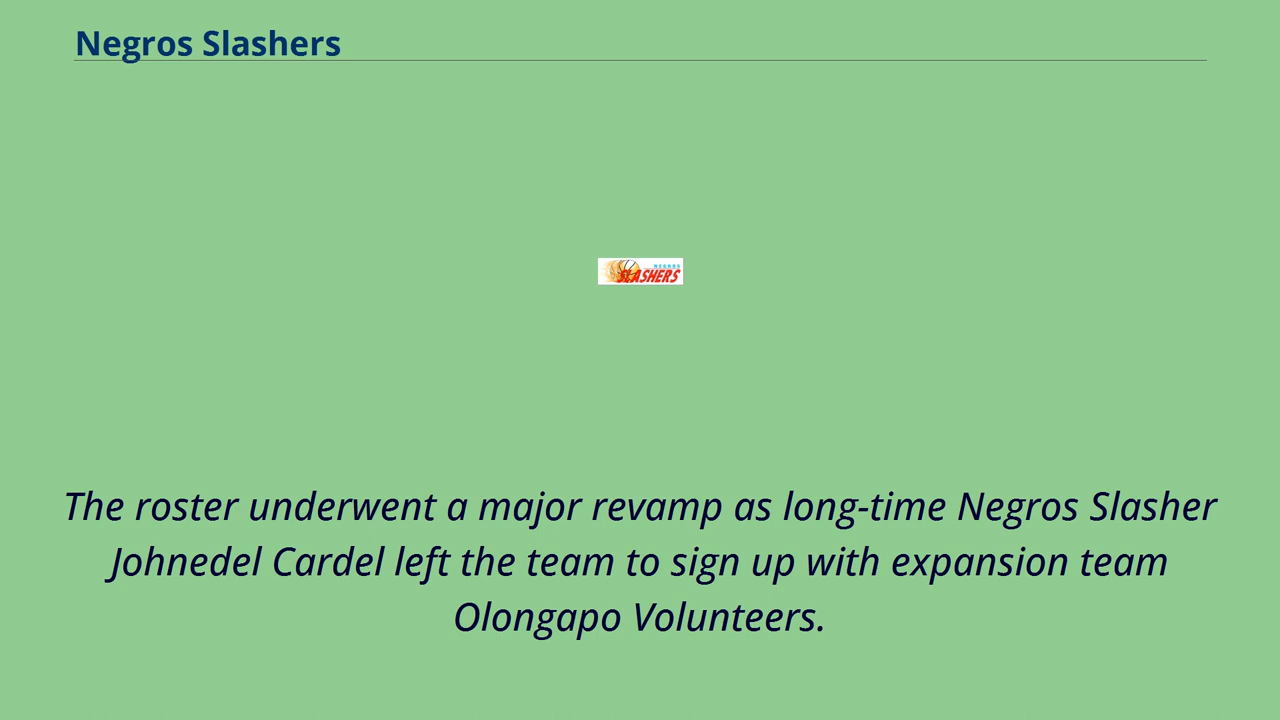 Negros Slashers
NEGROS
SLASHERS
The roster underwent a major revamp as long-time Negros Slasher
Johnedel Cardel left the team to sign up with expansion team
Olongapo Volunteers.